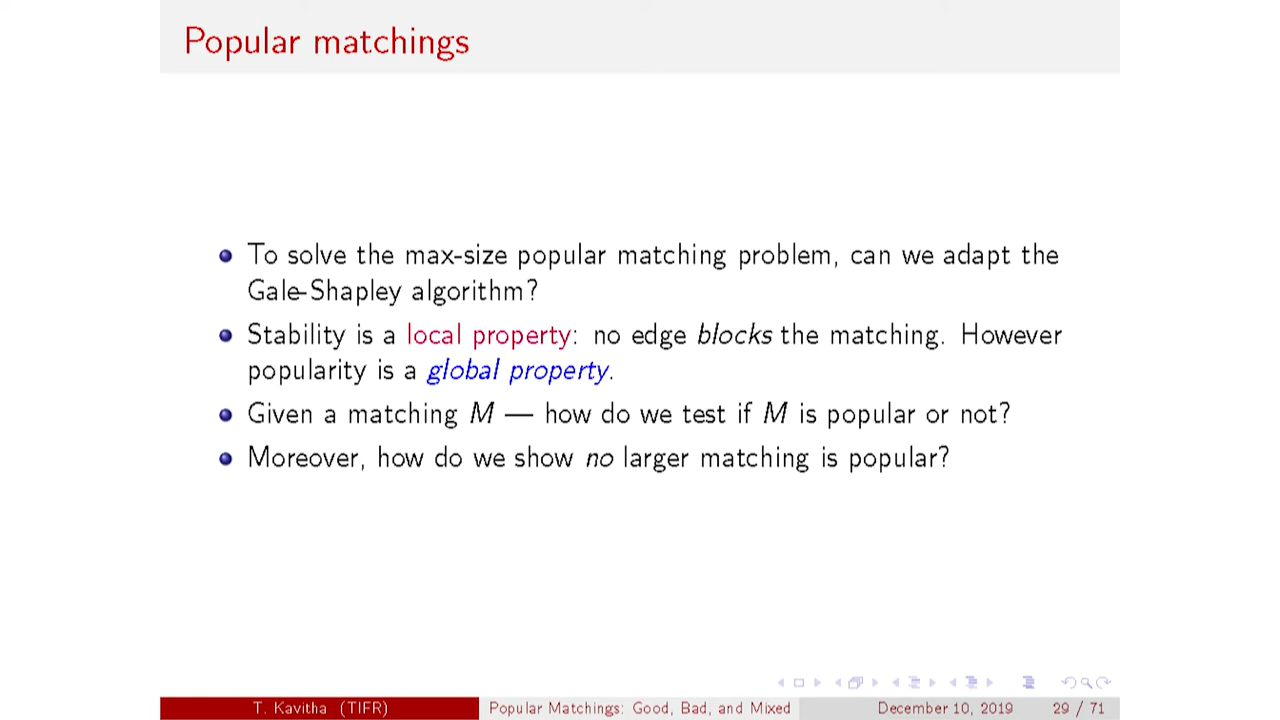 Popular matchings
To solve the max-size popular matching problem, can we adapt the
Gale-Shapley algorithm?
Stability is a local property: no edge blocks the matching. However
popularity is a global property.
Given a matching M — how do we test if M is popular or not?
Moreover, how do we show no larger matching is popular?
T. Kavitha (TIFR) Popular Matchings: Good, Bad, and Mixed December 10, 2019 29 / 71